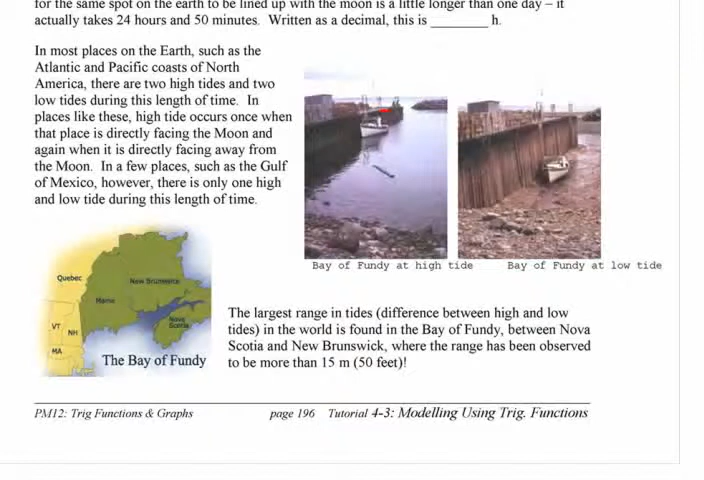 for the same spot on the earth to be lined up with the moon is a little longer than one day – it
actually takes 24 hours and 50 minutes.  Written as a decimal, this is ________ h.
In most places on the Earth, such as the
Atlantic and Pacific coasts of North
America, there are two high tides and two
low tides during this length of time.  In
places like these, high tide occurs once when
that place is directly facing the Moon and
again when it is directly facing away from
the Moon.  In a few places, such as the Gulf
of Mexico, however, there is only one high
and low tide during this length of time.
Bay of Fundy at high tide
Bay of Fundy at low tide
Quebec
New Brunswick
Maine
Nova
Scotia
VT
NH
MA
The Bay of Fundy
The largest range in tides (difference between high and low
tides) in the world is found in the Bay of Fundy, between Nova
Scotia and New Brunswick, where the range has been observed
to be more than 15 m (50 feet)!
PM12: Trig Functions & Graphs
page 196
Tutorial 4-3: Modelling Using Trig. Functions